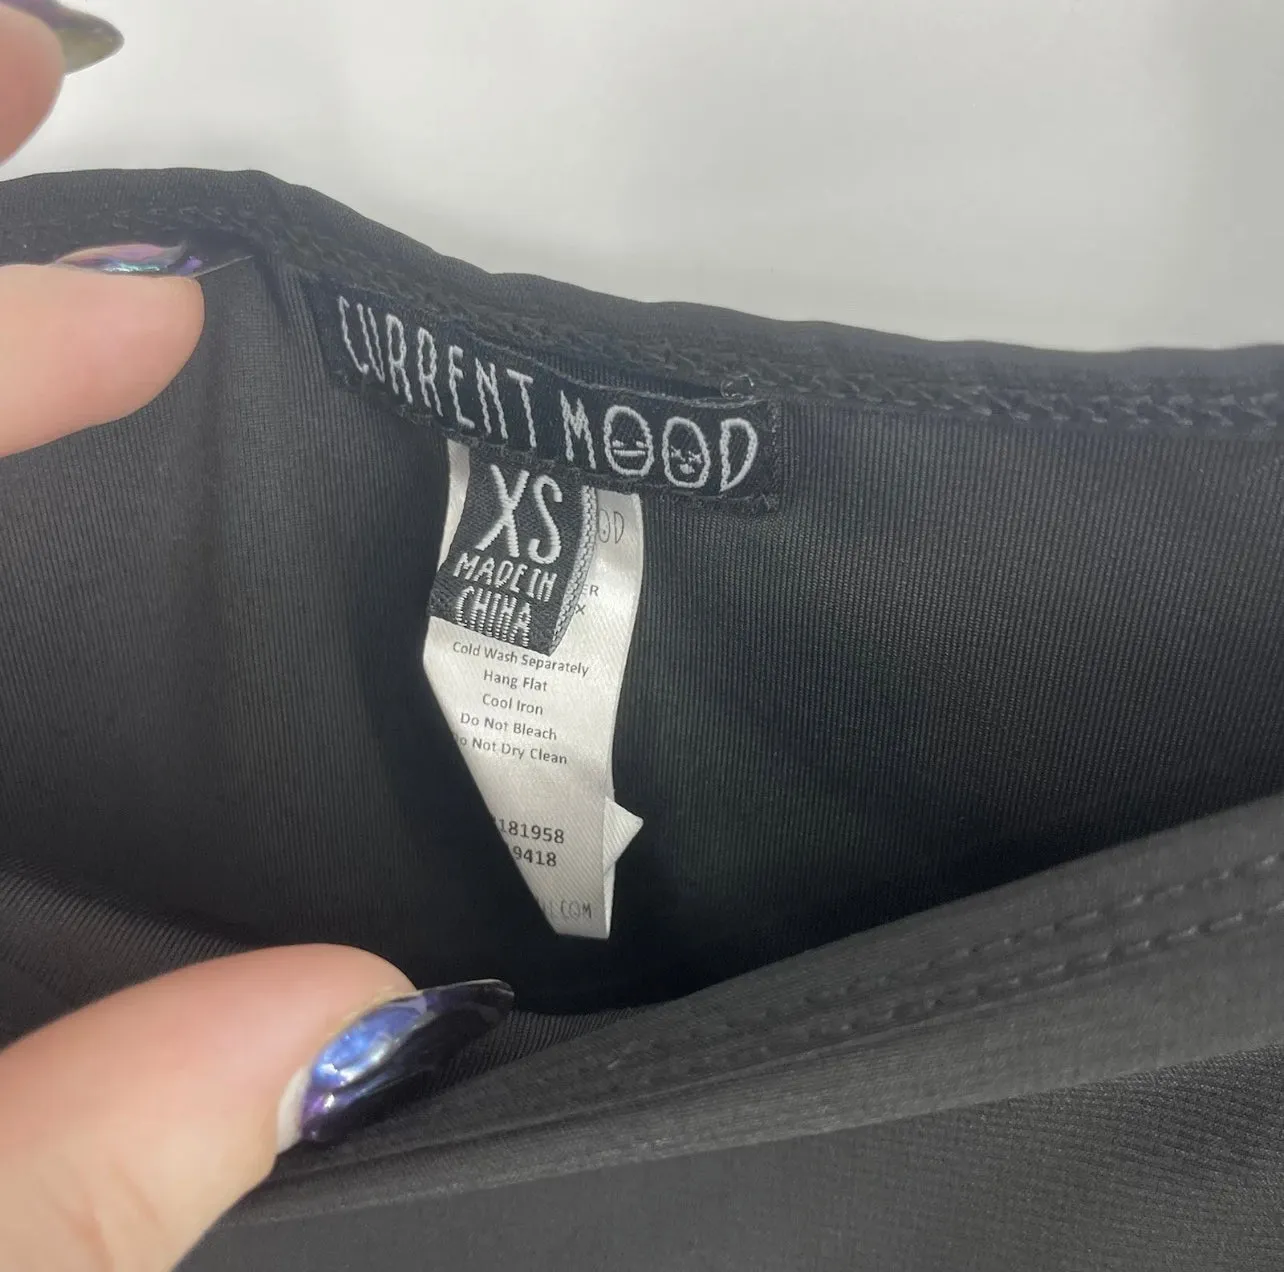 CURRENT MOOD
XS
MADE IN
CHINA
Cold Wash Separately
Hang Flat
Cool Iron
Do Not Bleach
Not Dry Clean
181958
9418
.COM